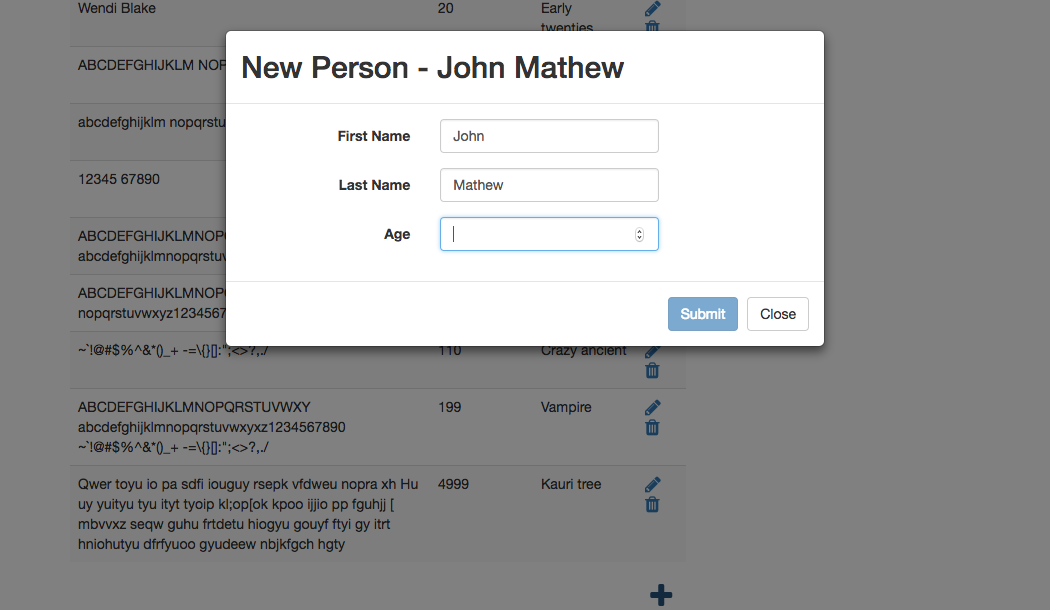 Wendi Blake 20 Early
twenties
New Person - John Mathew
First Name John
Last Name Mathew
Age
Submit Close
ABCDEFGHIJKLM NOP
abcdefghijklm nopqrstu
12345 67890
ABCDEFGHIJKLMNOP
abcdefghijklmnopqrstuv
ABCDEFGHIJKLMNOP
nopqrstuvwxyz1234567
~`!@#$%^&*()_+ -=\{}[]:";<>?,./ 110 Crazy ancient
ABCDEFGHIJKLMNOPQRSTUVWXY 199 Vampire
abcdefghijklmnopqrstuvwxyxz1234567890
~`!@#$%^&*()_+ -=\{}[]:";<>?,./
Qwer toyu io pa sdfi iouguy rsepk vfdweu nopra xh Hu 4999 Kauri tree
uy yuityu tyu ityt tyoip kl;op[ok kpoo ijjio pp fguhjj [
mbvvxz seqw guhu frtdetu hiogyu gouyf ftyi gy itrt
hniohutyu dfrfyuoo gyudeew nbjkfgch hgty